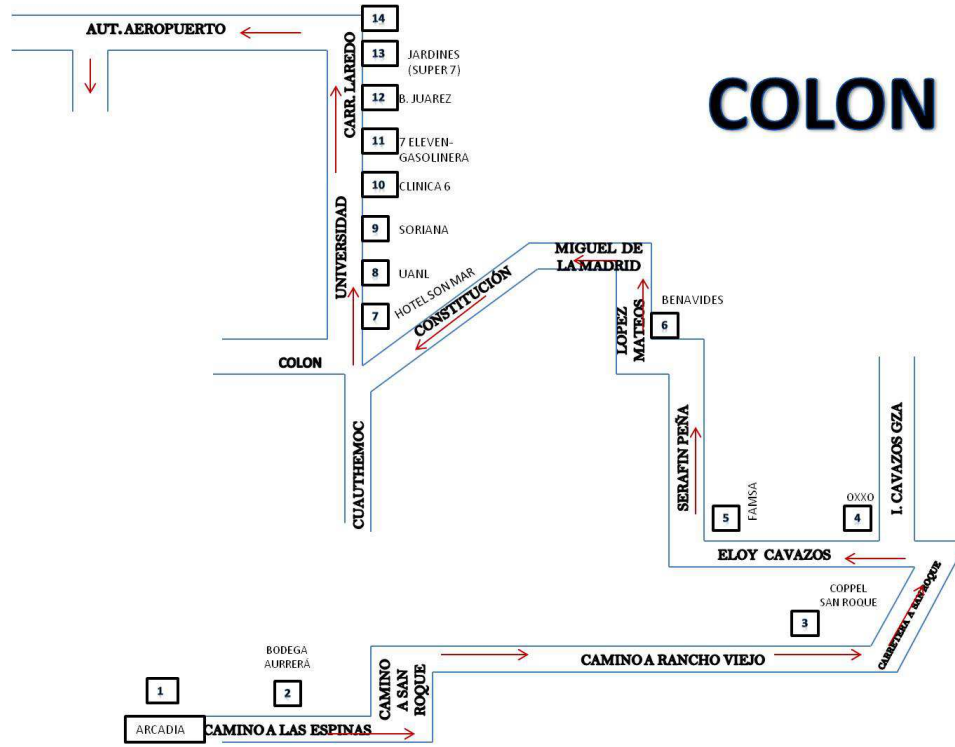 14
AUT. AEROPUERTO
13
JARDINES
(SUPER 7)
CARR. LAREDO
COLON
12
B. JUAREZ
11
7 ELEVEN-
GASOLINERA
10
CLINICA 6
UNIVERSIDAD
9
SORIANA
8
UANL
7
HOTEL SON MAR
CONSTITUCIÓN
MIGUEL DE
LA MADRID
LOPEZ
MATEOS
BENAVIDES
6
COLON
CUAUTHEMOC
SERAFIN PEÑA
5
FAMSA
OXXO
4
I. CAVAZOS GZA
ELOY CAVAZOS
COPPEL
SAN ROQUE
3
CARRETERA A SAN ROQUE
CAMINO A RANCHO VIEJO
CAMINO
A SAN
ROQUE
BODEGA
AURRERÁ
1
2
ARCADIA
CAMINO A LAS ESPINAS